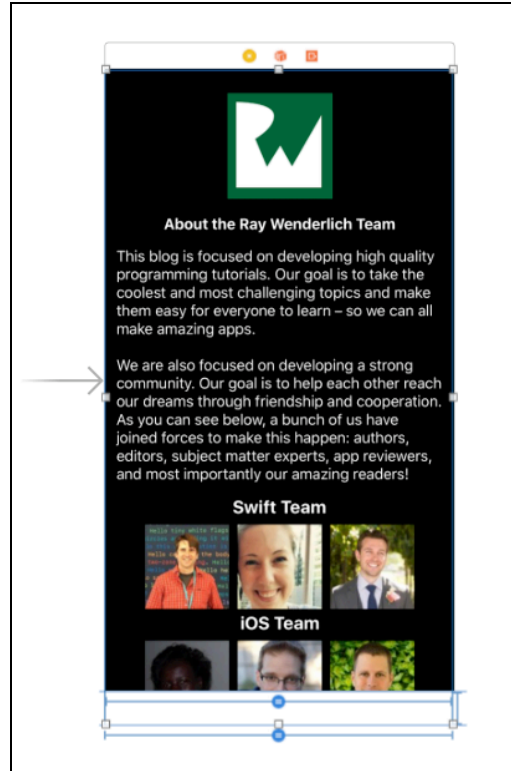 RW
About the Ray Wenderlich Team
This blog is focused on developing high quality
programming tutorials. Our goal is to take the
coolest and most challenging topics and make
them easy for everyone to learn – so we can all
make amazing apps.
We are also focused on developing a strong
community. Our goal is to help each other reach
our dreams through friendship and cooperation.
As you can see below, a bunch of us have
joined forces to make this happen: authors,
editors, subject matter experts, app reviewers,
and most importantly our amazing readers!
Swift Team
iOS Team